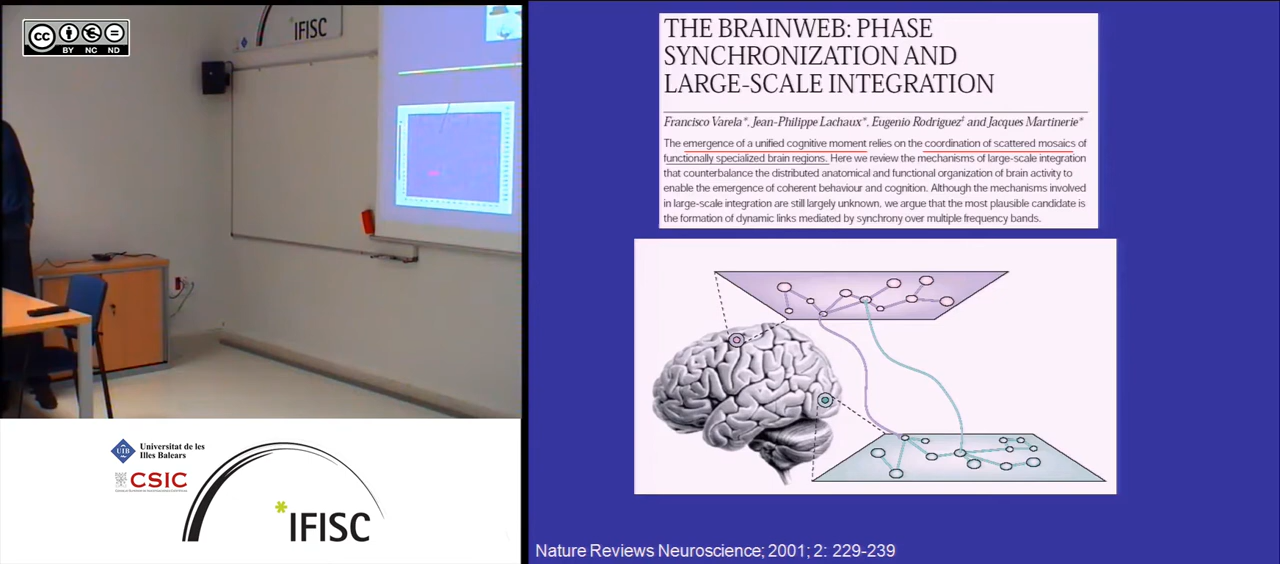 cc
BY NC ND
IFISC
THE BRAINWEB: PHASE
SYNCHRONIZATION AND
LARGE-SCALE INTEGRATION
Francisco Varela*, Jean-Philippe Lachaux*, Eugenio Rodriguez‡ and Jacques Martinerie*
The emergence of a unified cognitive moment relies on the coordination of scattered mosaics of
functionally specialized brain regions. Here we review the mechanisms of large-scale integration
that counterbalance the distributed anatomical and functional organization of brain activity to
enable the emergence of coherent behaviour and cognition. Although the mechanisms involved
in large-scale integration are still largely unknown, we argue that the most plausible candidate is
the formation of dynamic links mediated by synchrony over multiple frequency bands.
Nature Reviews Neuroscience; 2001; 2: 229-239
UIB
Universitat de les
Illes Balears
CSIC
*IFISC